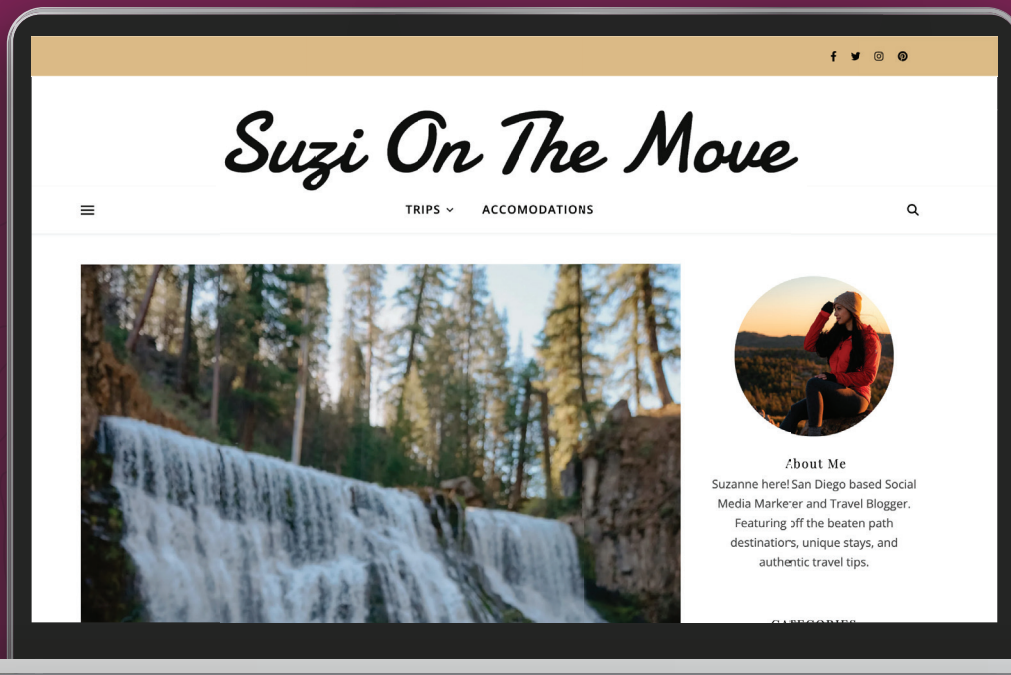 Suzi On The Move
TRIPS ACCOMODATIONS
About Me
Suzanne here! San Diego based Social
Media Marketer and Travel Blogger.
Featuring off the beaten path
destinations, unique stays, and
authentic travel tips.
CATEGORIES